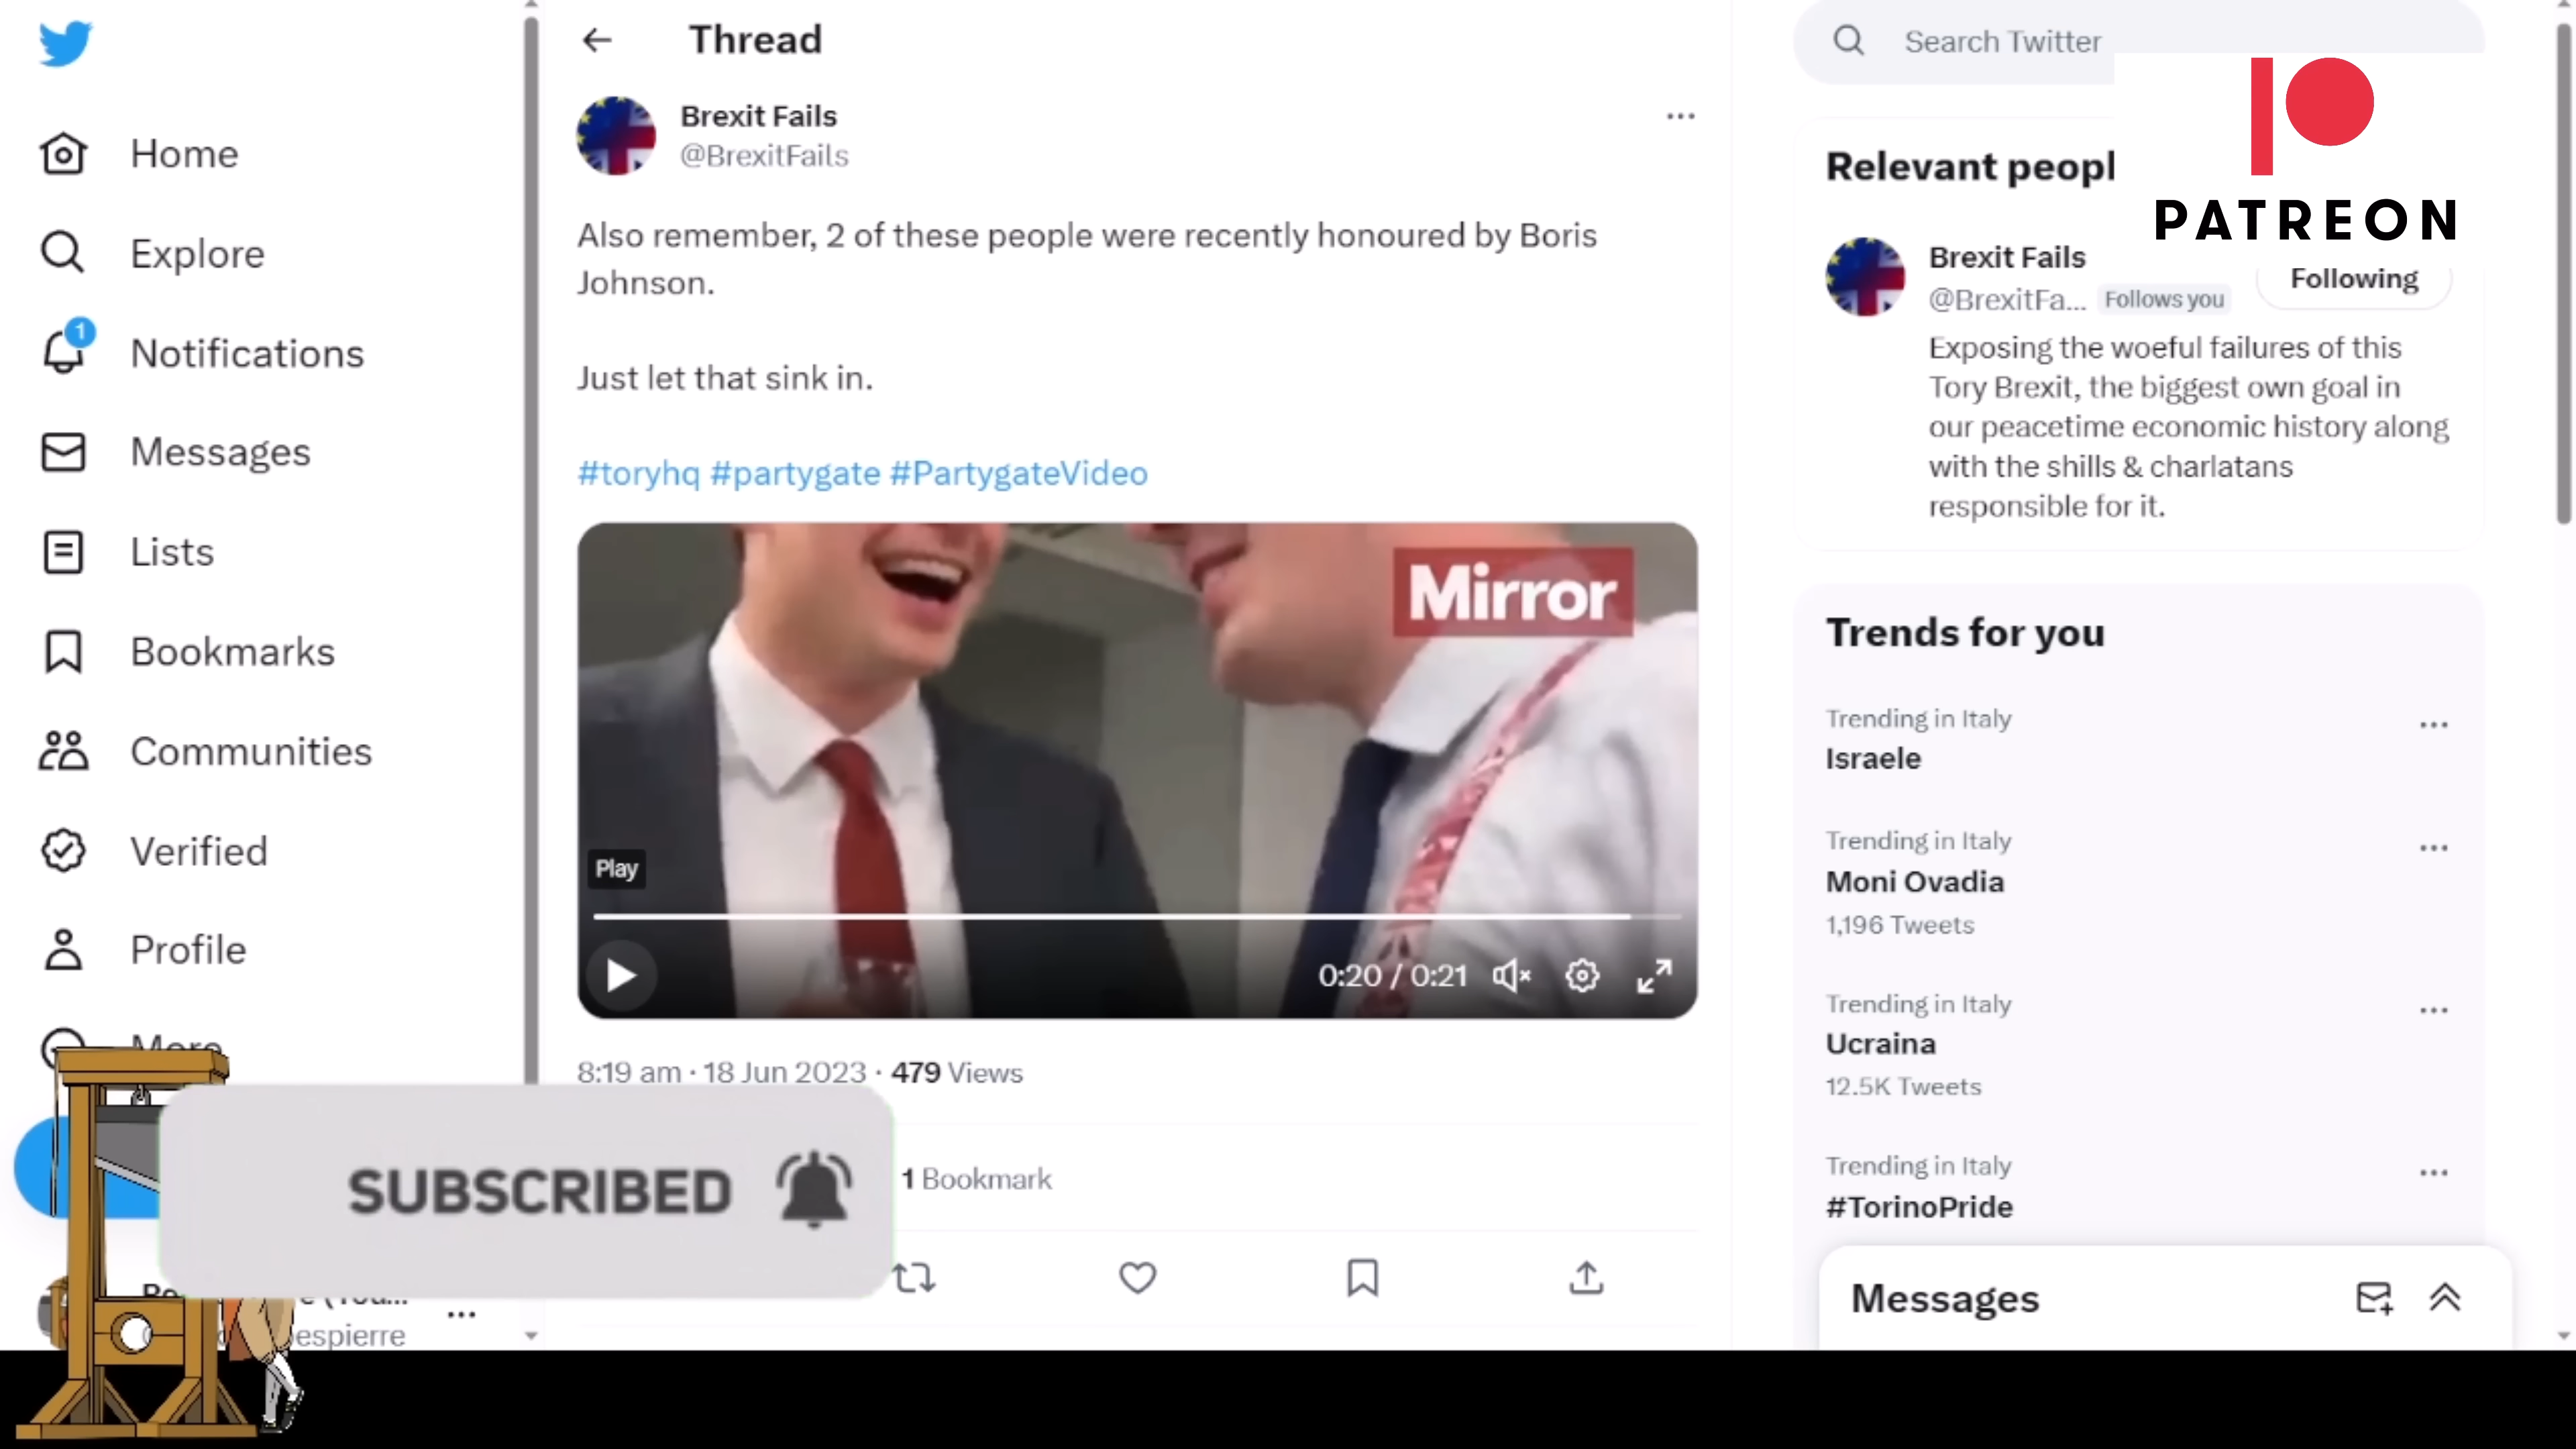 Home
Explore
1
Notifications
Messages
Lists
Bookmarks
Communities
Verified
Profile
More
espierre
Thread
Brexit Fails
@BrexitFails
Also remember, 2 of these people were recently honoured by Boris
Johnson.
Just let that sink in.
#toryhq #partygate #PartygateVideo
Mirror
Play
0:20 / 0:21
8:19 am · 18 Jun 2023 · 479 Views
1 Bookmark
SUBSCRIBED
Search Twitter
PATREON
Relevant peopl
Brexit Fails
@BrexitFa... Follows you
Following
Exposing the woeful failures of this
Tory Brexit, the biggest own goal in
our peacetime economic history along
with the shills & charlatans
responsible for it.
Trends for you
Trending in Italy
Israele
Trending in Italy
Moni Ovadia
1,196 Tweets
Trending in Italy
Ucraina
12.5K Tweets
Trending in Italy
#TorinoPride
Messages